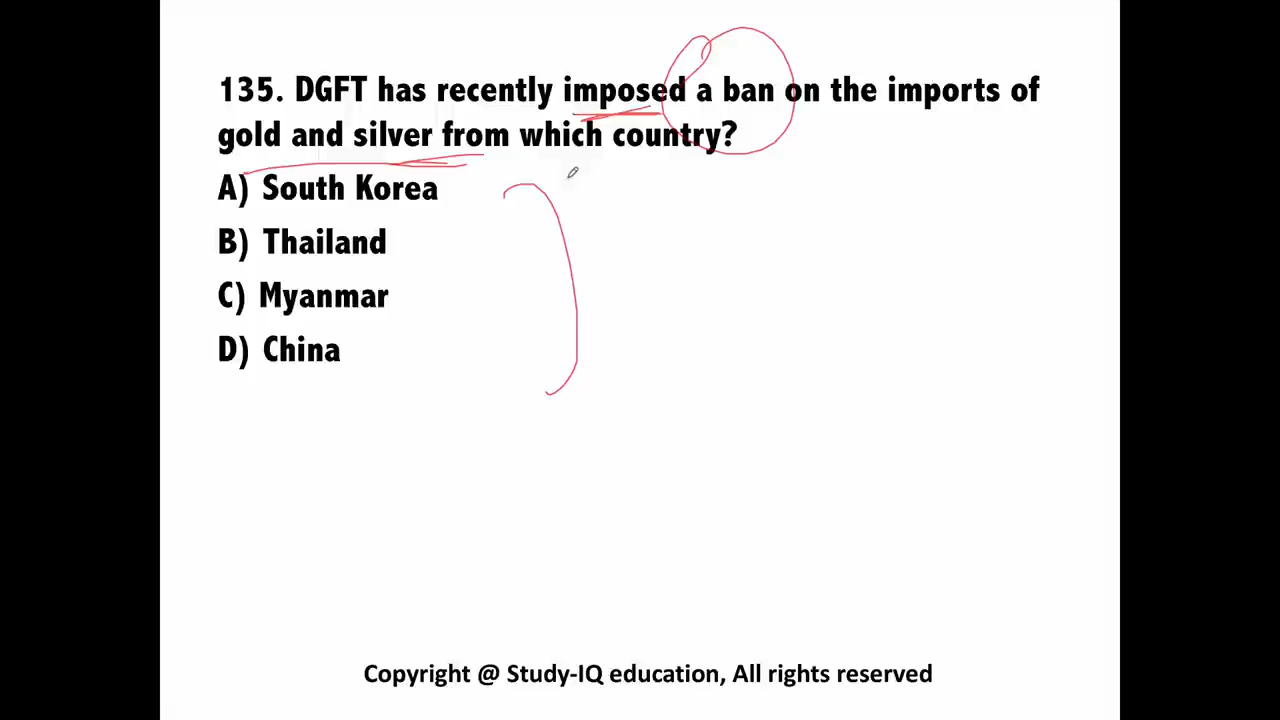 135. DGFT has recently imposed a ban on the imports of
gold and silver from which country?
A) South Korea
B) Thailand
C) Myanmar
D) China
Copyright @ Study-IQ education, All rights reserved